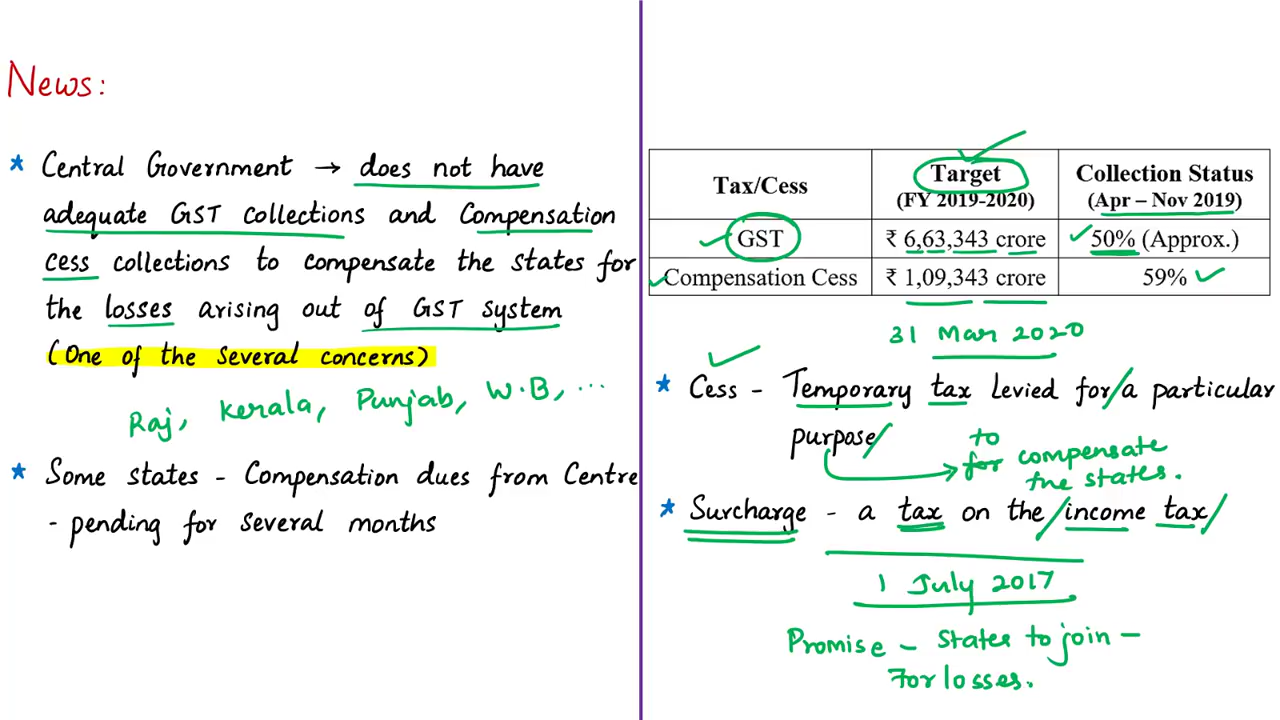 News:
* Central Government → does not have
adequate GST collections and Compensation
cess collections to compensate the states for
the losses arising out of GST system
(One of the several concerns)
Raj, Kerala, Punjab, W.B, ...
* Some states - Compensation dues from Centre
- pending for several months
Tax/Cess Target Collection Status
(FY 2019-2020) (Apr – Nov 2019)
GST ₹ 6,63,343 crore 50% (Approx.)
Compensation Cess ₹ 1,09,343 crore 59%
31 Mar 2020
* Cess - Temporary tax levied for a particular
purpose
to
for compensate
the states.
* Surcharge - a tax on the income tax
1 July 2017
Promise - States to join -
For losses.